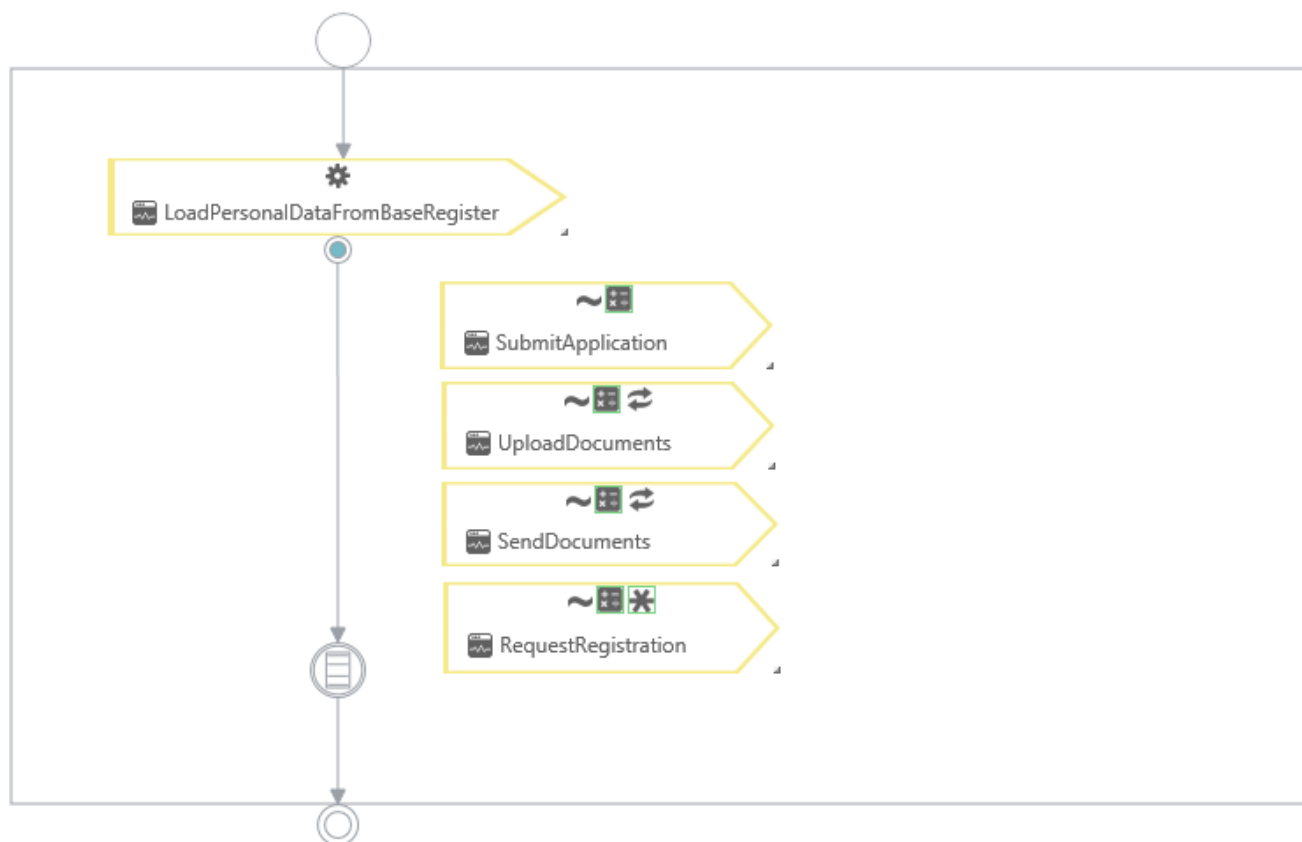 LoadPersonalDataFromBaseRegister
SubmitApplication
UploadDocuments
SendDocuments
RequestRegistration